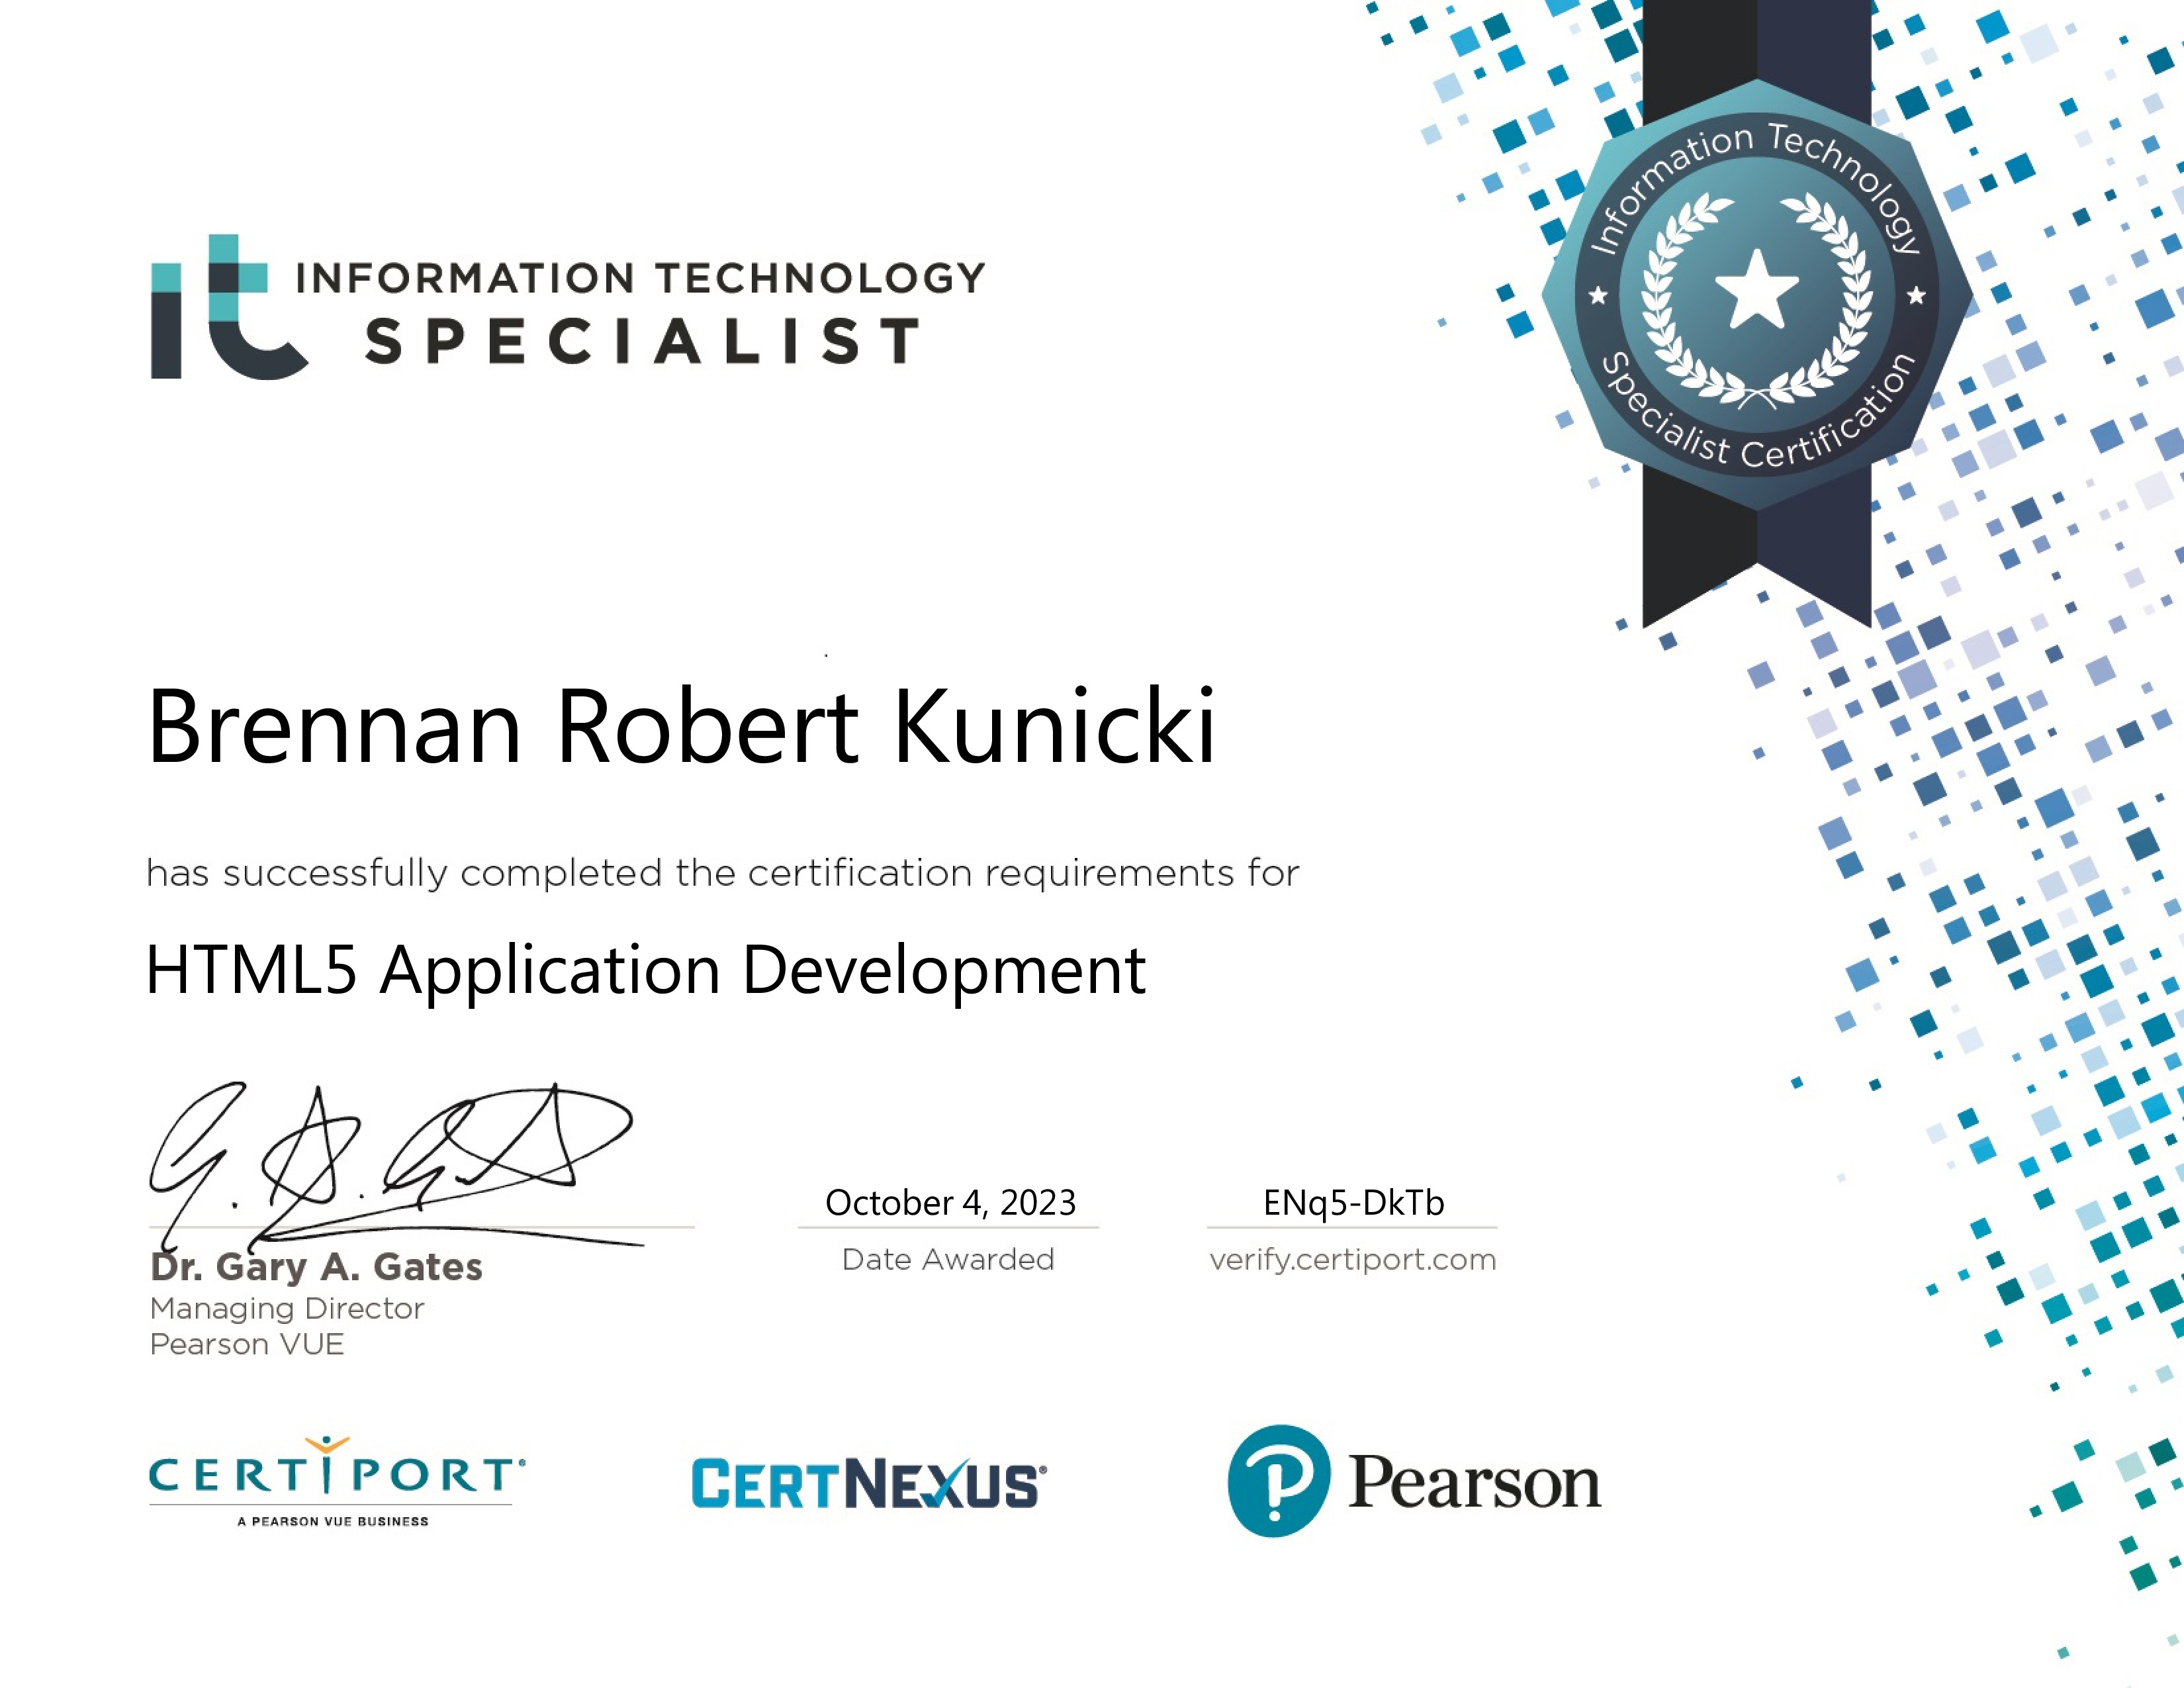 it INFORMATION TECHNOLOGY
SPECIALIST
Information Technology
Specialist Certification
Brennan Robert Kunicki
has successfully completed the certification requirements for
HTML5 Application Development
G. A. Gates
October 4, 2023
ENq5-DkTb
Dr. Gary A. Gates
Date Awarded
verify.certiport.com
Managing Director
Pearson VUE
CERTIPORT®
A PEARSON VUE BUSINESS
CERTNEXUS®
P Pearson